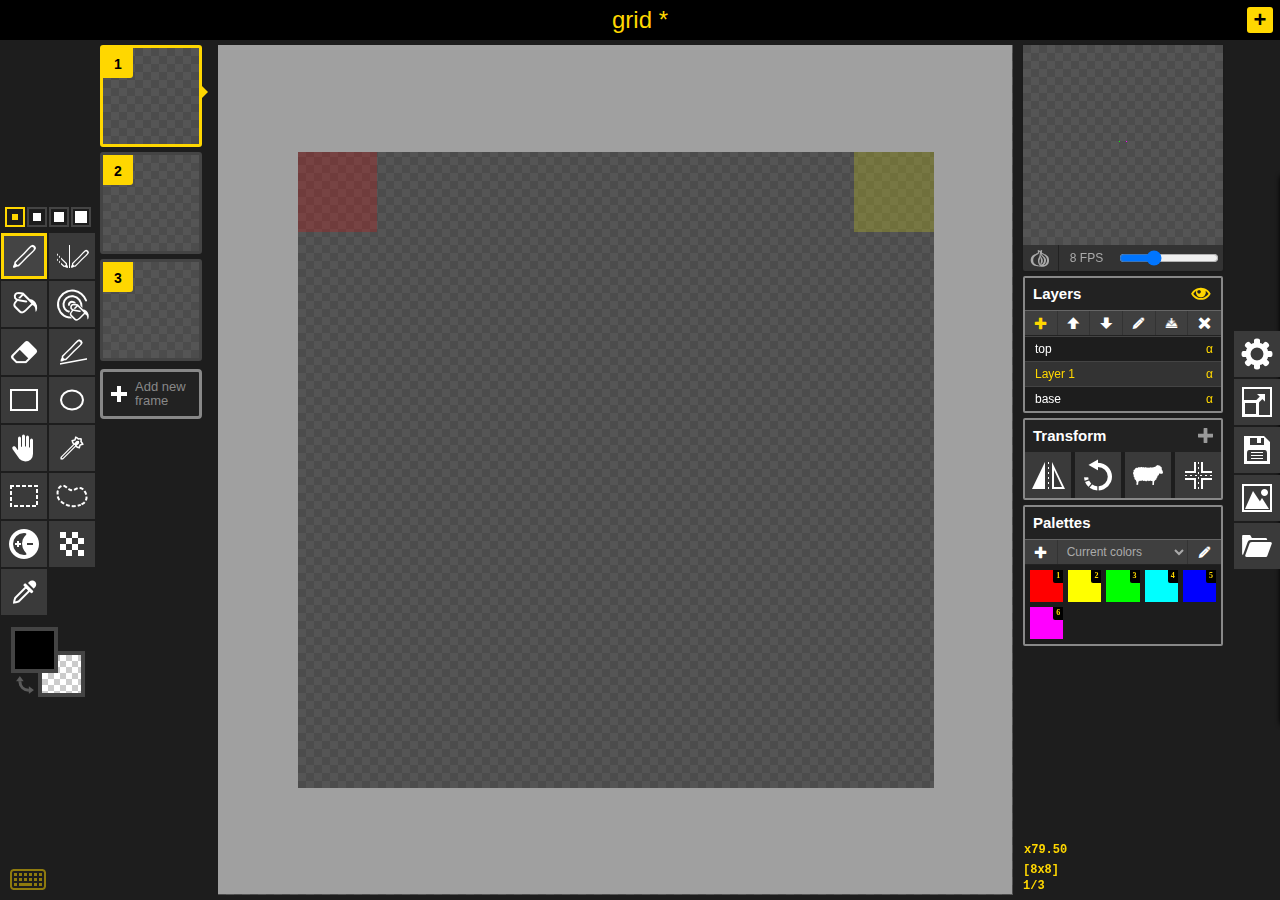 grid *
+
1
2
3
Add new
frame
8 FPS
Layers
top α
Layer 1 α
base α
Transform
Palettes
Current colors
1 2 3 4 5
6
x79.50
[8x8]
1/3